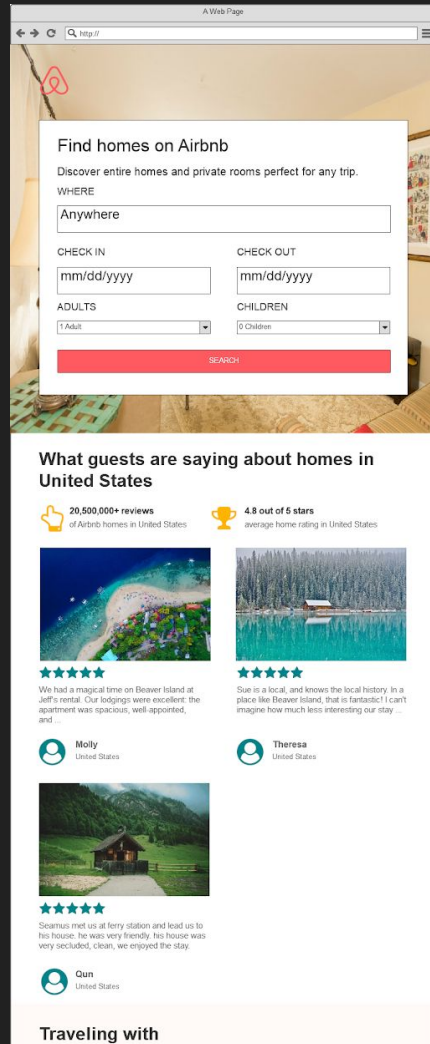 A Web Page
http://
Find homes on Airbnb
Discover entire homes and private rooms perfect for any trip.
WHERE
Anywhere
CHECK IN
CHECK OUT
mm/dd/yyyy
mm/dd/yyyy
ADULTS
CHILDREN
1 Adult
0 Children
SEARCH
What guests are saying about homes in
United States
20,500,000+ reviews
of Airbnb homes in United States
4.8 out of 5 stars
average home rating in United States
We had a magical time on Beaver Island at
Jeff's rental. Our lodgings were excellent: the
apartment was spacious, well-appointed,
and ...
Molly
United States
Sue is a local, and knows the local history. In a
place like Beaver Island, that is fantastic! I can't
imagine how much less interesting our stay ...
Theresa
United States
Seamus met us at ferry station and lead us to
his house. he was very friendly. his house was
very secluded, clean, we enjoyed the stay.
Qun
United States
Traveling with